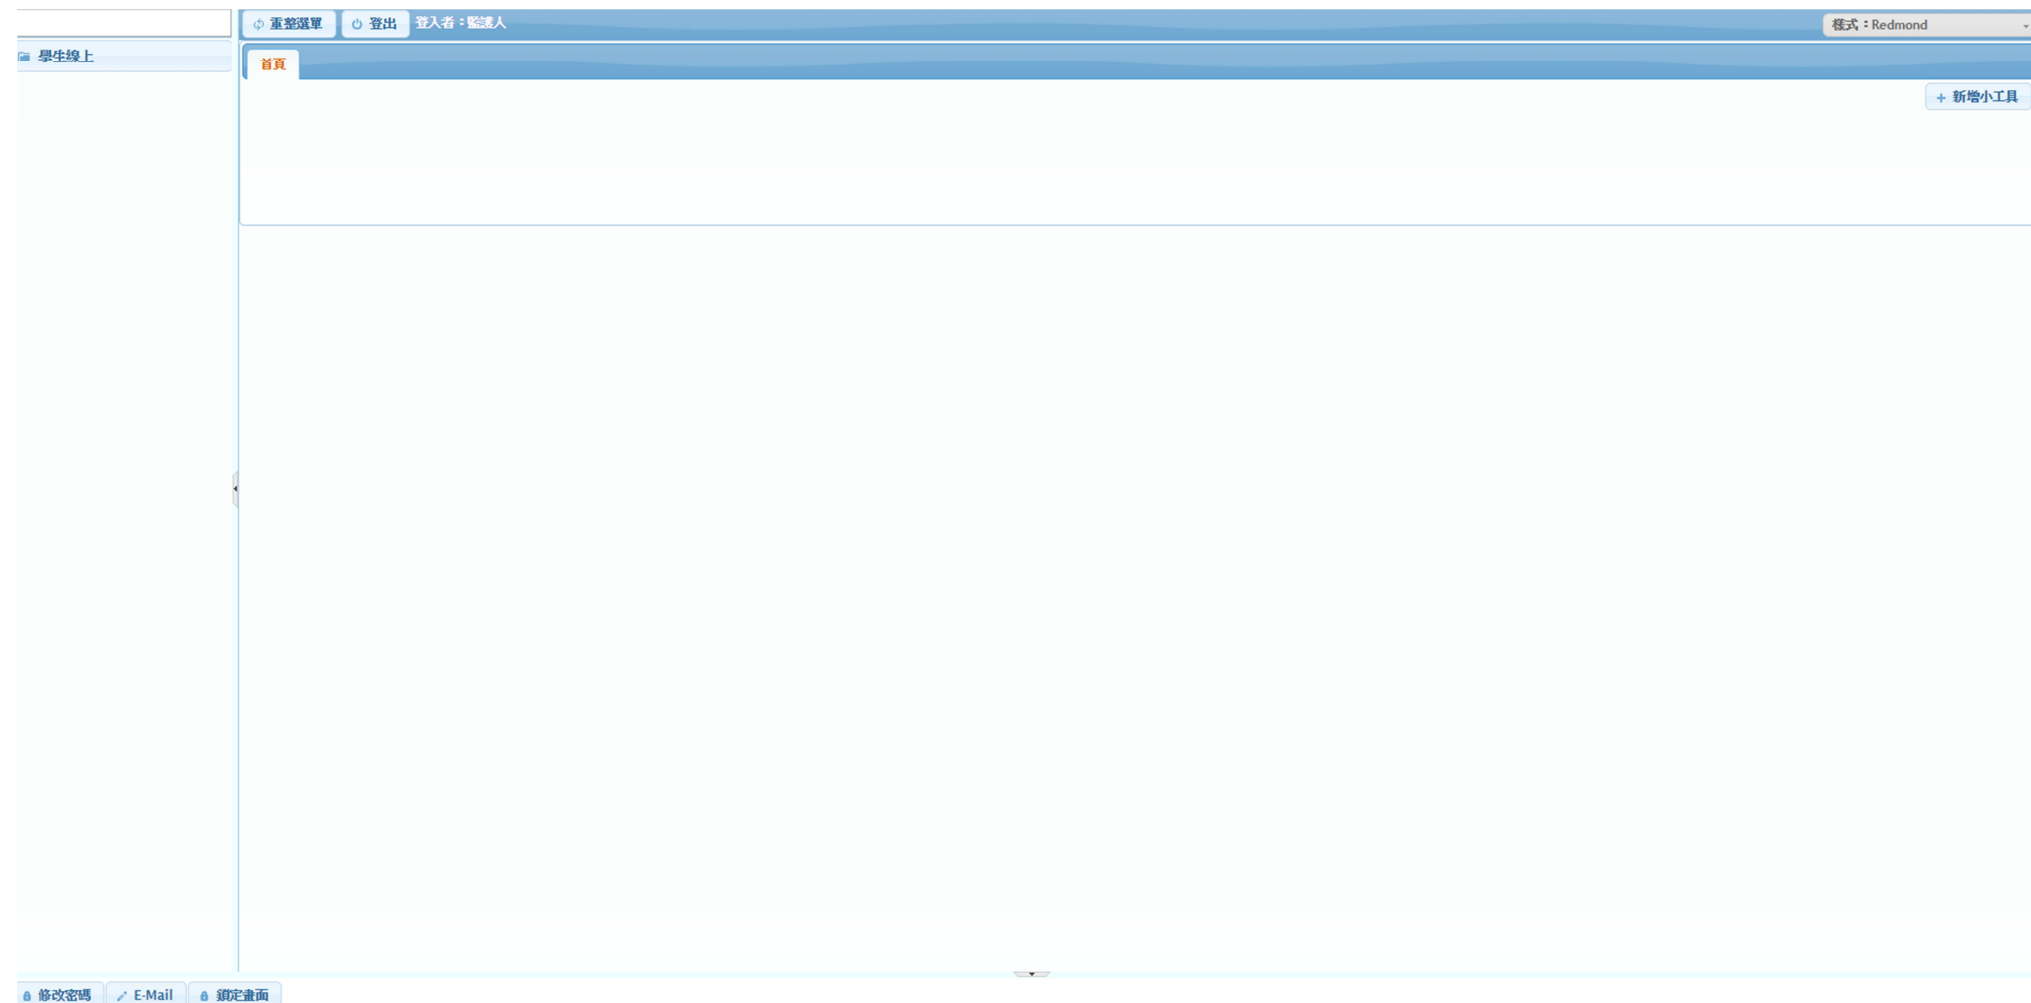 重整選單 登出 登入者：監護人 樣式：Redmond
學生線上
首頁
新增小工具
修改密碼 E-Mail 鎖定畫面